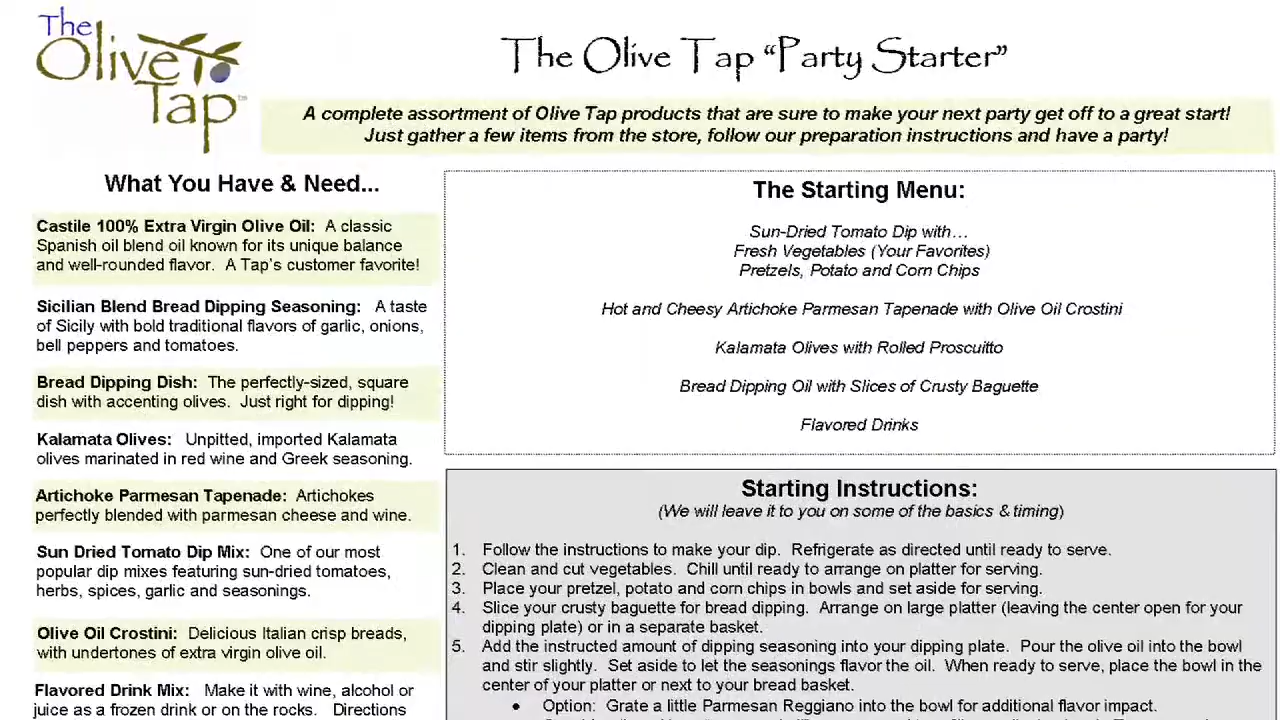 The
Olive
Tap™
The Olive Tap “Party Starter”
A complete assortment of Olive Tap products that are sure to make your next party get off to a great start!
Just gather a few items from the store, follow our preparation instructions and have a party!
What You Have & Need...
Castile 100% Extra Virgin Olive Oil: A classic
Spanish oil blend oil known for its unique balance
and well-rounded flavor. A Tap's customer favorite!
Sicilian Blend Bread Dipping Seasoning: A taste
of Sicily with bold traditional flavors of garlic, onions,
bell peppers and tomatoes.
Bread Dipping Dish: The perfectly-sized, square
dish with accenting olives. Just right for dipping!
Kalamata Olives: Unpitted, imported Kalamata
olives marinated in red wine and Greek seasoning.
Artichoke Parmesan Tapenade: Artichokes
perfectly blended with parmesan cheese and wine.
Sun Dried Tomato Dip Mix: One of our most
popular dip mixes featuring sun-dried tomatoes,
herbs, spices, garlic and seasonings.
Olive Oil Crostini: Delicious Italian crisp breads,
with undertones of extra virgin olive oil.
Flavored Drink Mix: Make it with wine, alcohol or
juice as a frozen drink or on the rocks. Directions
The Starting Menu:
Sun-Dried Tomato Dip with…
Fresh Vegetables (Your Favorites)
Pretzels, Potato and Corn Chips
Hot and Cheesy Artichoke Parmesan Tapenade with Olive Oil Crostini
Kalamata Olives with Rolled Proscuitto
Bread Dipping Oil with Slices of Crusty Baguette
Flavored Drinks
Starting Instructions:
(We will leave it to you on some of the basics & timing)
1. Follow the instructions to make your dip. Refrigerate as directed until ready to serve.
2. Clean and cut vegetables. Chill until ready to arrange on platter for serving.
3. Place your pretzel, potato and corn chips in bowls and set aside for serving.
4. Slice your crusty baguette for bread dipping. Arrange on large platter (leaving the center open for your
dipping plate) or in a separate basket.
5. Add the instructed amount of dipping seasoning into your dipping plate. Pour the olive oil into the bowl
and stir slightly. Set aside to let the seasonings flavor the oil. When ready to serve, place the bowl in the
center of your platter or next to your bread basket.
• Option: Grate a little Parmesan Reggiano into the bowl for additional flavor impact.